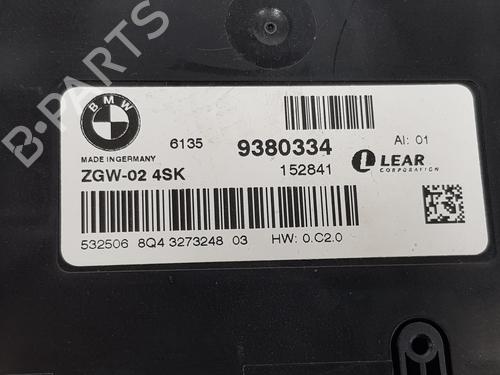 BMW
6135 9380334 AI: 01
MADE IN GERMANY
ZGW-02 4SK 152841 LEAR
CORPORATION
532506 8Q4 3273248 03 HW: 0.C2.0
B-PARTS